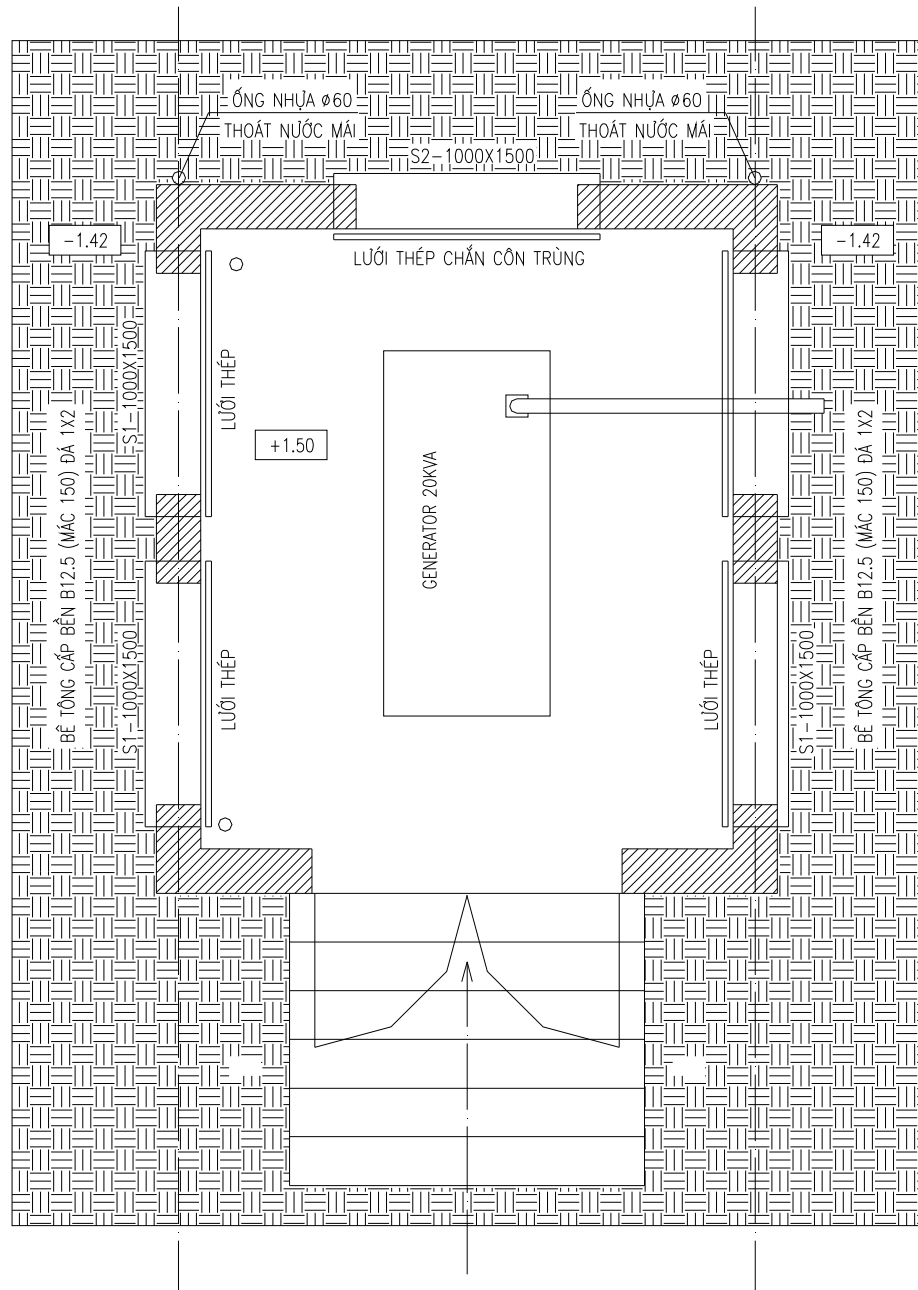 ỐNG NHỰA ø60
THOÁT NƯỚC MÁI
ỐNG NHỰA ø60
THOÁT NƯỚC MÁI
S2-1000X1500
-1.42
-1.42
LƯỚI THÉP CHẮN CÔN TRÙNG
S1-1000X1500
LƯỚI THÉP
+1.50
GENERATOR 20KVA
BÊ TÔNG CẤP BỀN B12.5 (MÁC 150) ĐÁ 1X2
BÊ TÔNG CẤP BỀN B12.5 (MÁC 150) ĐÁ 1X2
S1-1000X1500
LƯỚI THÉP
LƯỚI THÉP
S1-1000X1500